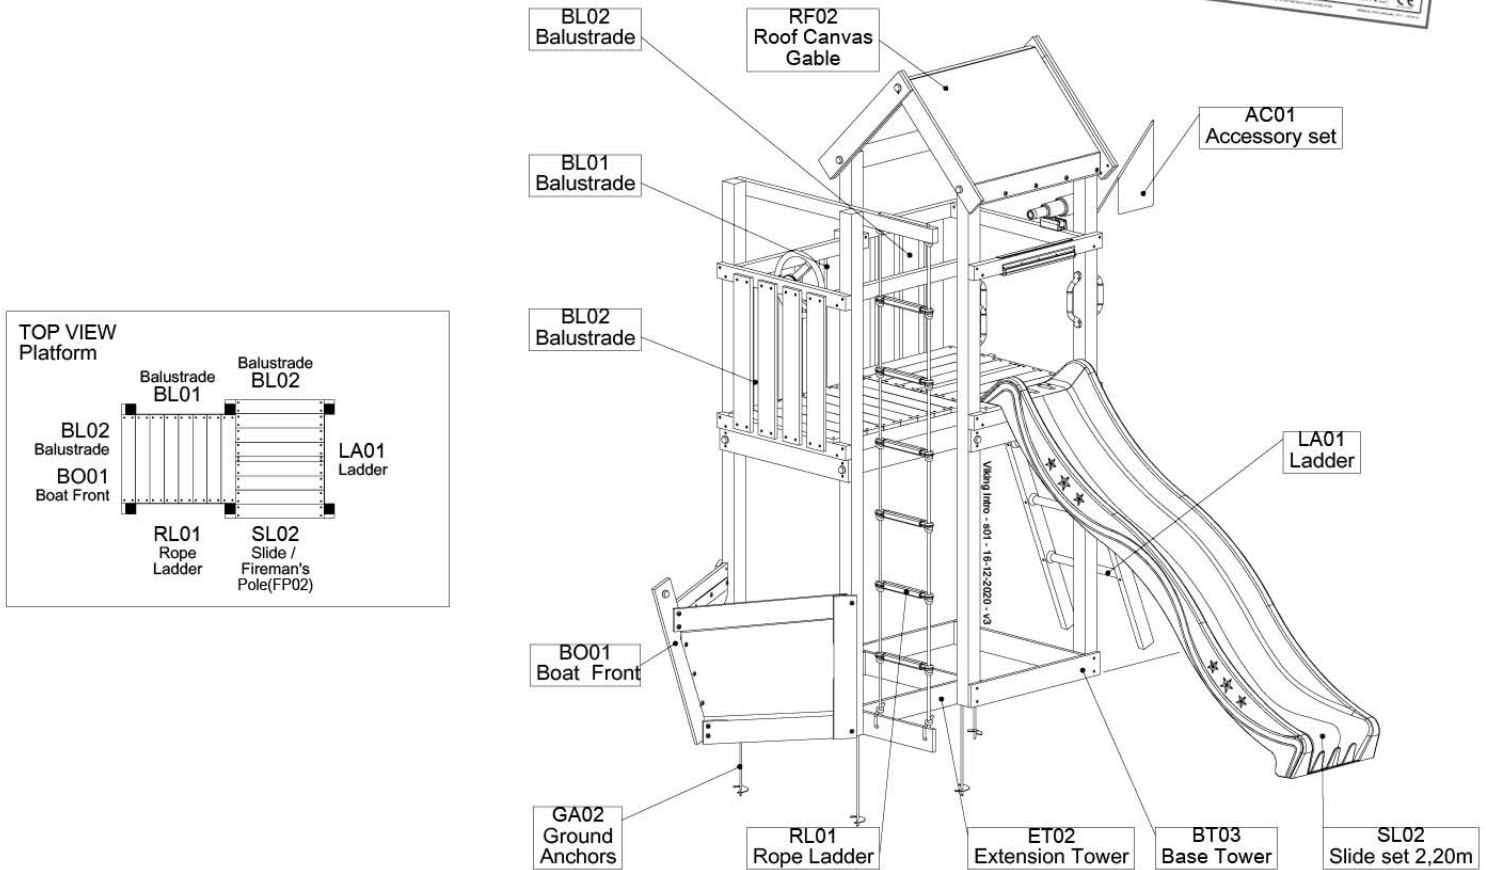 BL02
Balustrade
RF02
Roof Canvas
Gable
AC01
Accessory set
BL01
Balustrade
BL02
Balustrade
TOP VIEW
Platform
Balustrade
BL01
Balustrade
BL02
BL02
Balustrade
BO01
Boat Front
LA01
Ladder
RL01
Rope
Ladder
SL02
Slide /
Fireman's
Pole(FP02)
LA01
Ladder
Viking Intro - s01 - 16-12-2020 - v3
BO01
Boat Front
GA02
Ground
Anchors
RL01
Rope Ladder
ET02
Extension Tower
BT03
Base Tower
SL02
Slide set 2,20m
CE